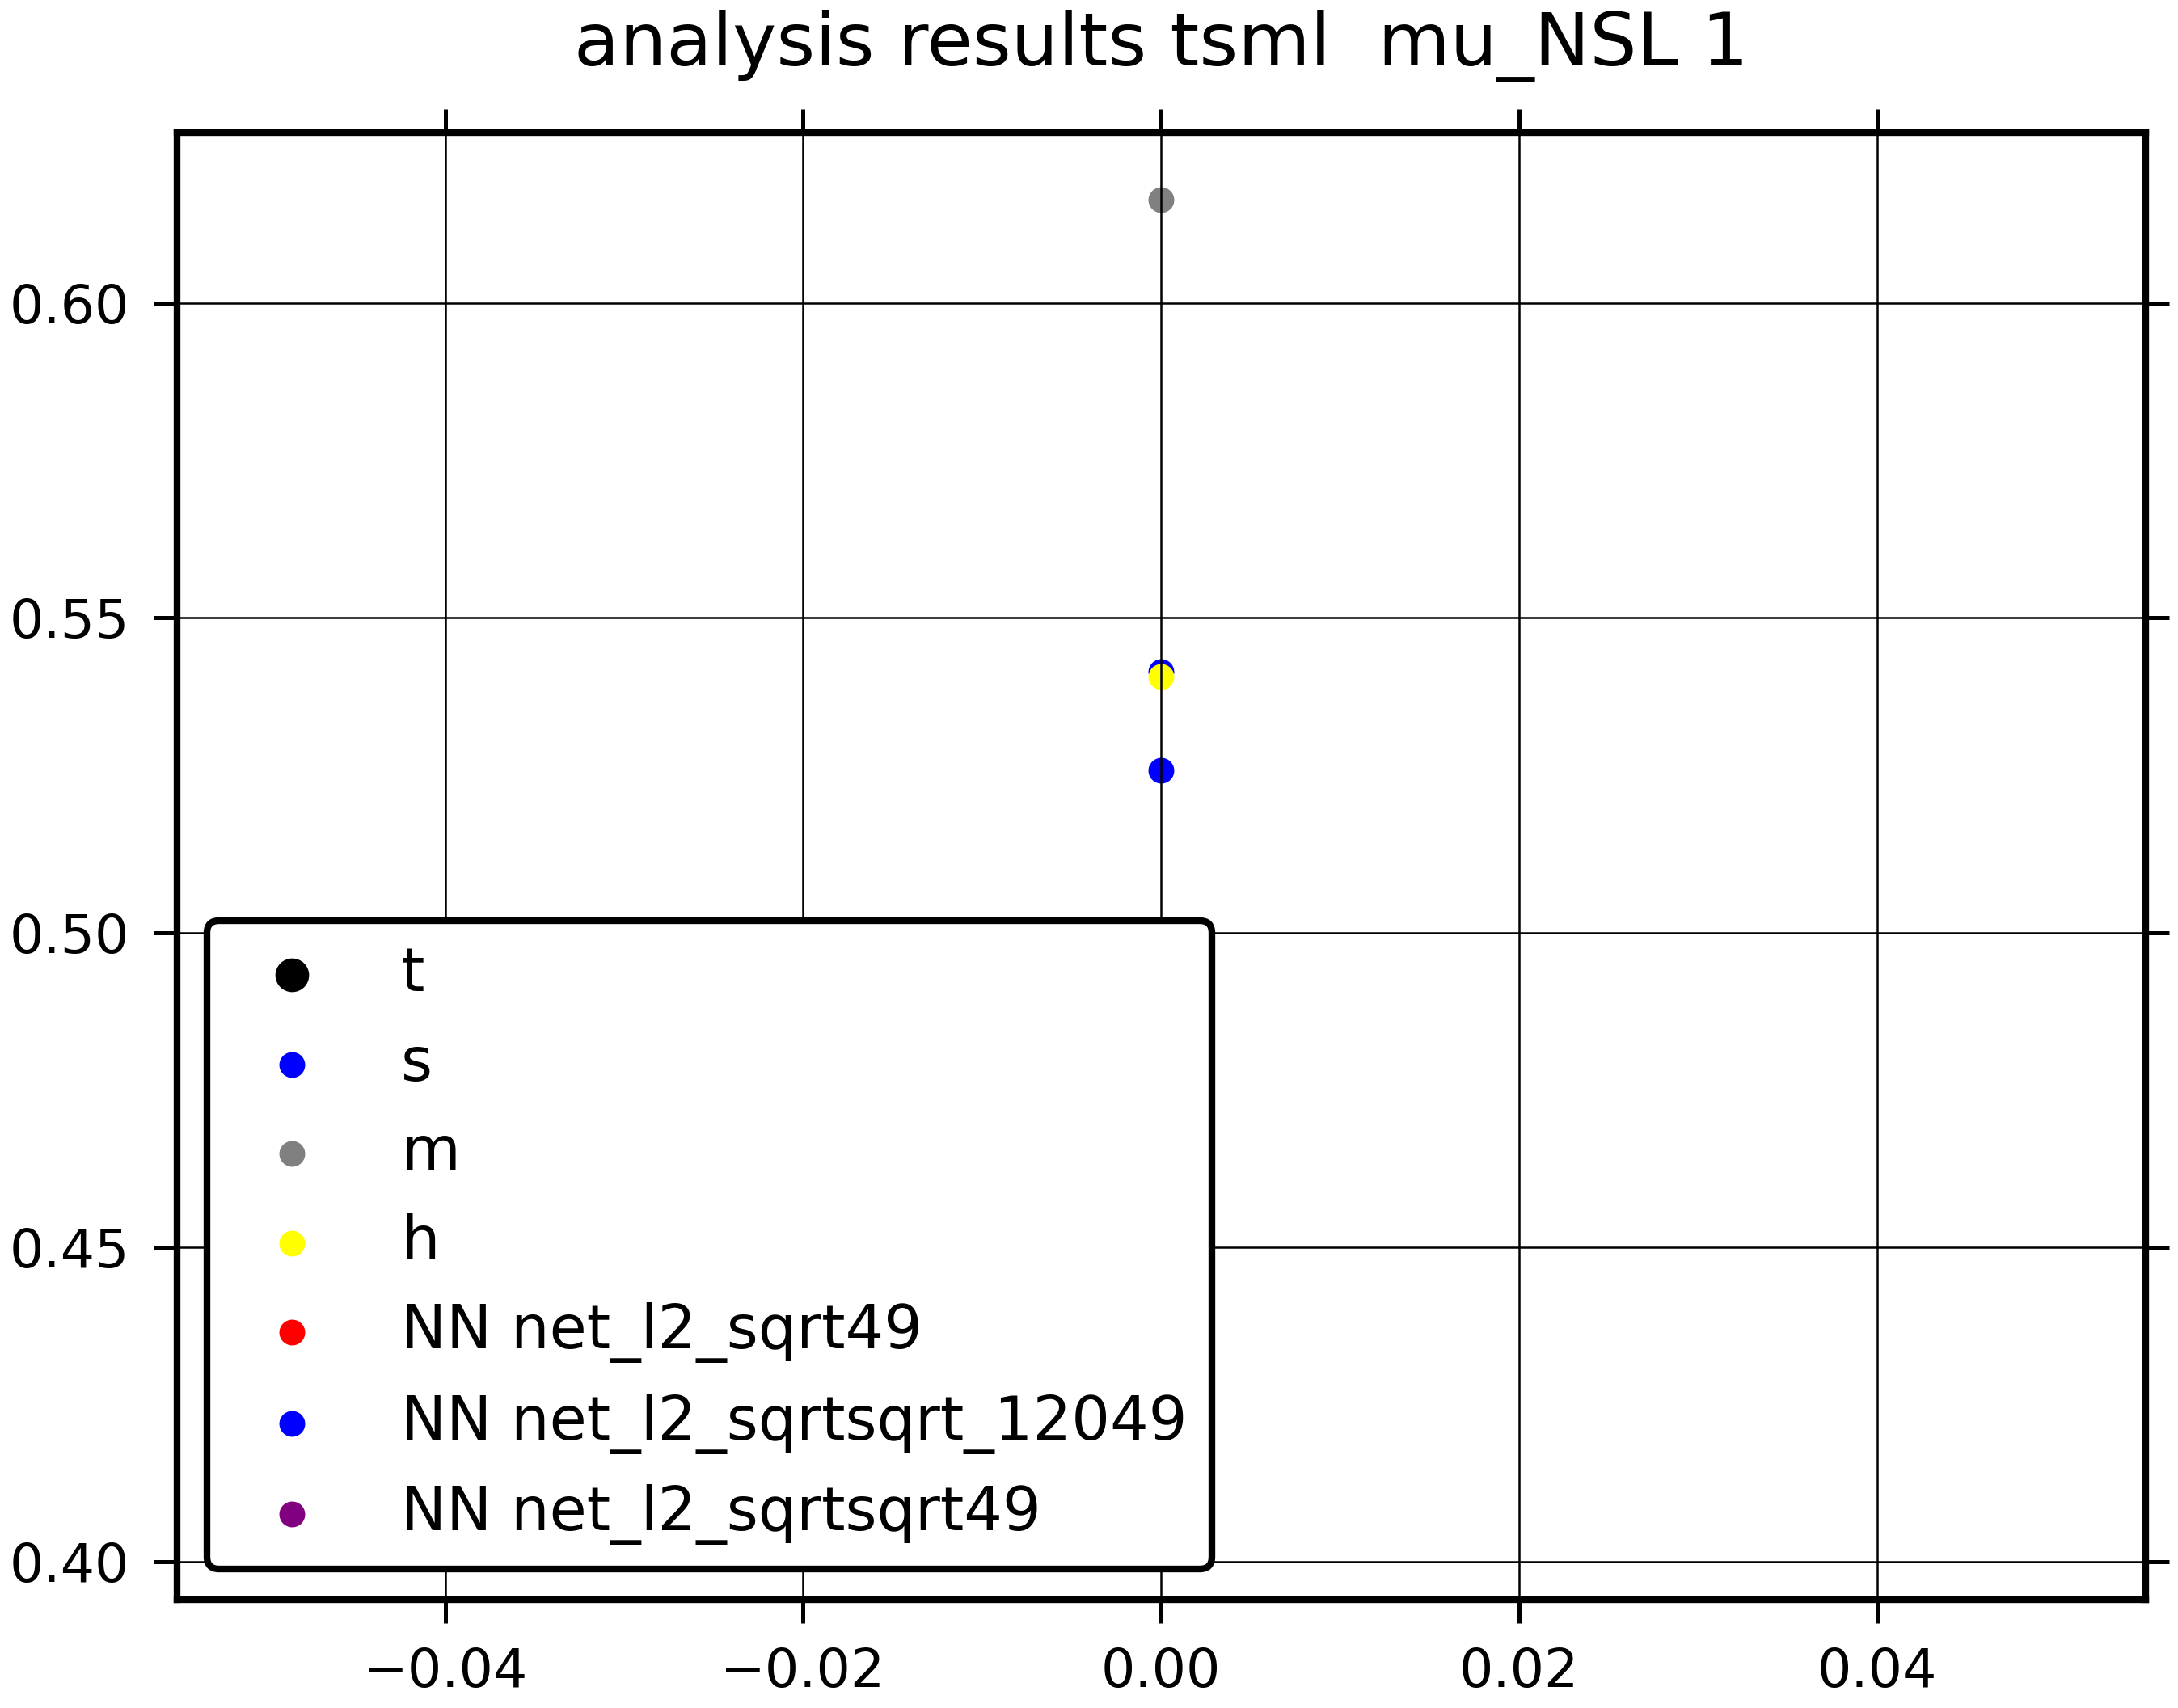 analysis results tsml  mu_NSL 1
0.60
0.55
0.50
0.45
0.40
t
s
m
h
NN net_l2_sqrt49
NN net_l2_sqrtsqrt_12049
NN net_l2_sqrtsqrt49
−0.04
−0.02
0.00
0.02
0.04